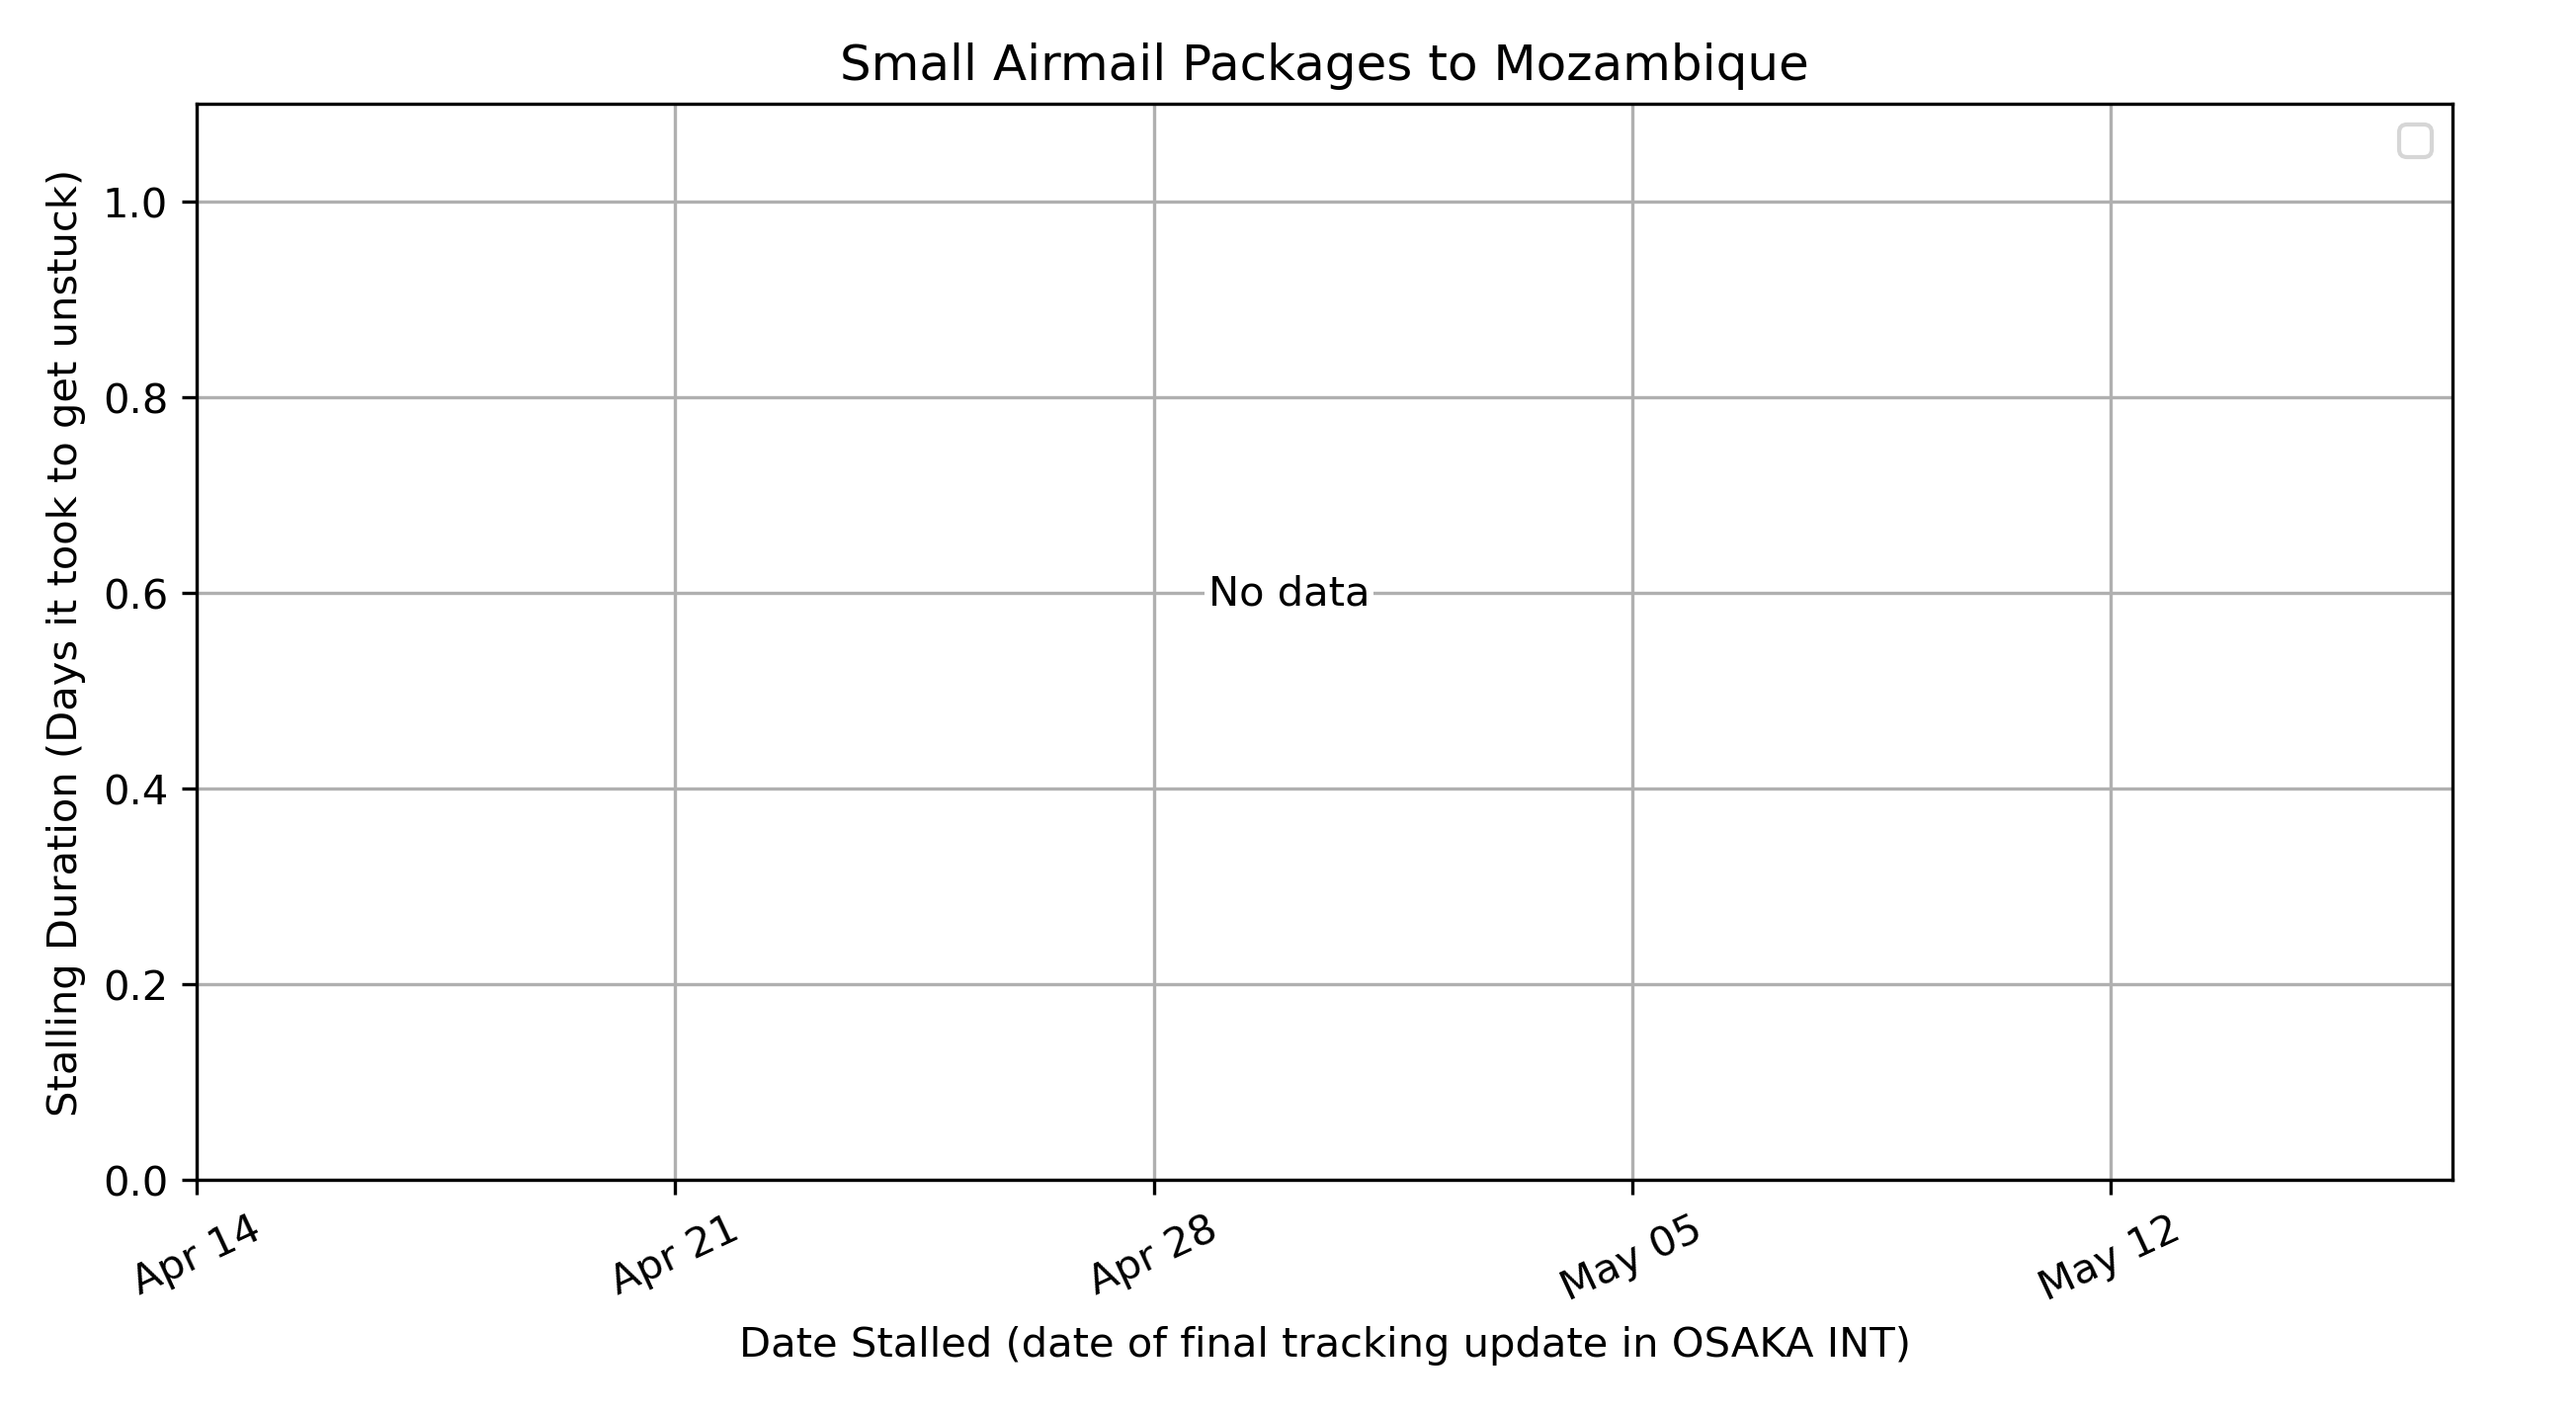 Small Airmail Packages to Mozambique
Stalling Duration (Days it took to get unstuck)
1.0
0.8
0.6
0.4
0.2
0.0
No data
Apr 14
Apr 21
Apr 28
May 05
May 12
Date Stalled (date of final tracking update in OSAKA INT)